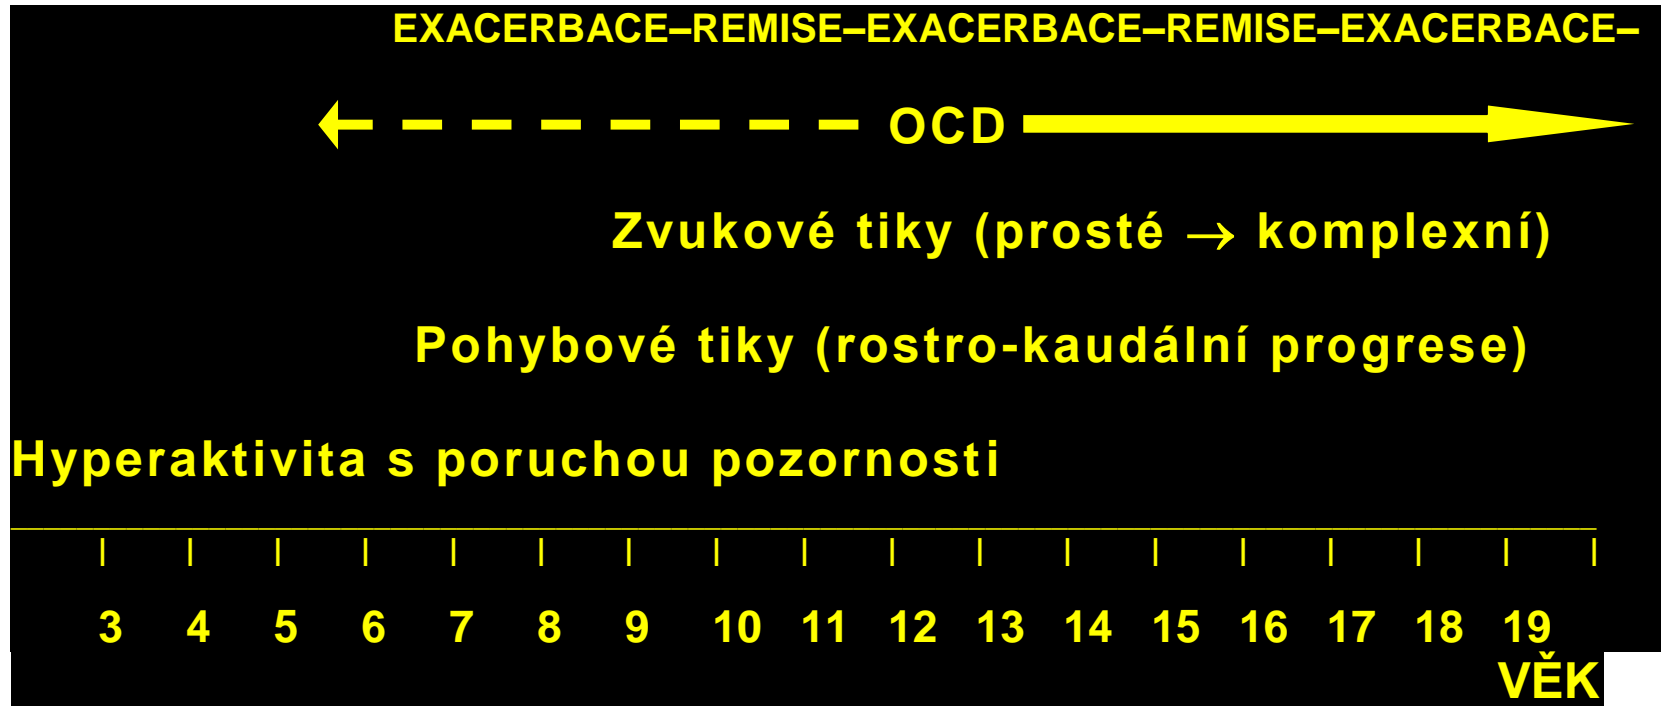 EXACERBACE–REMISE–EXACERBACE–REMISE–EXACERBACE–
OCD
Zvukové tiky (prosté → komplexní)
Pohybové tiky (rostro-kaudální progrese)
Hyperaktivita s poruchou pozornosti
3 4 5 6 7 8 9 10 11 12 13 14 15 16 17 18 19
VĚK